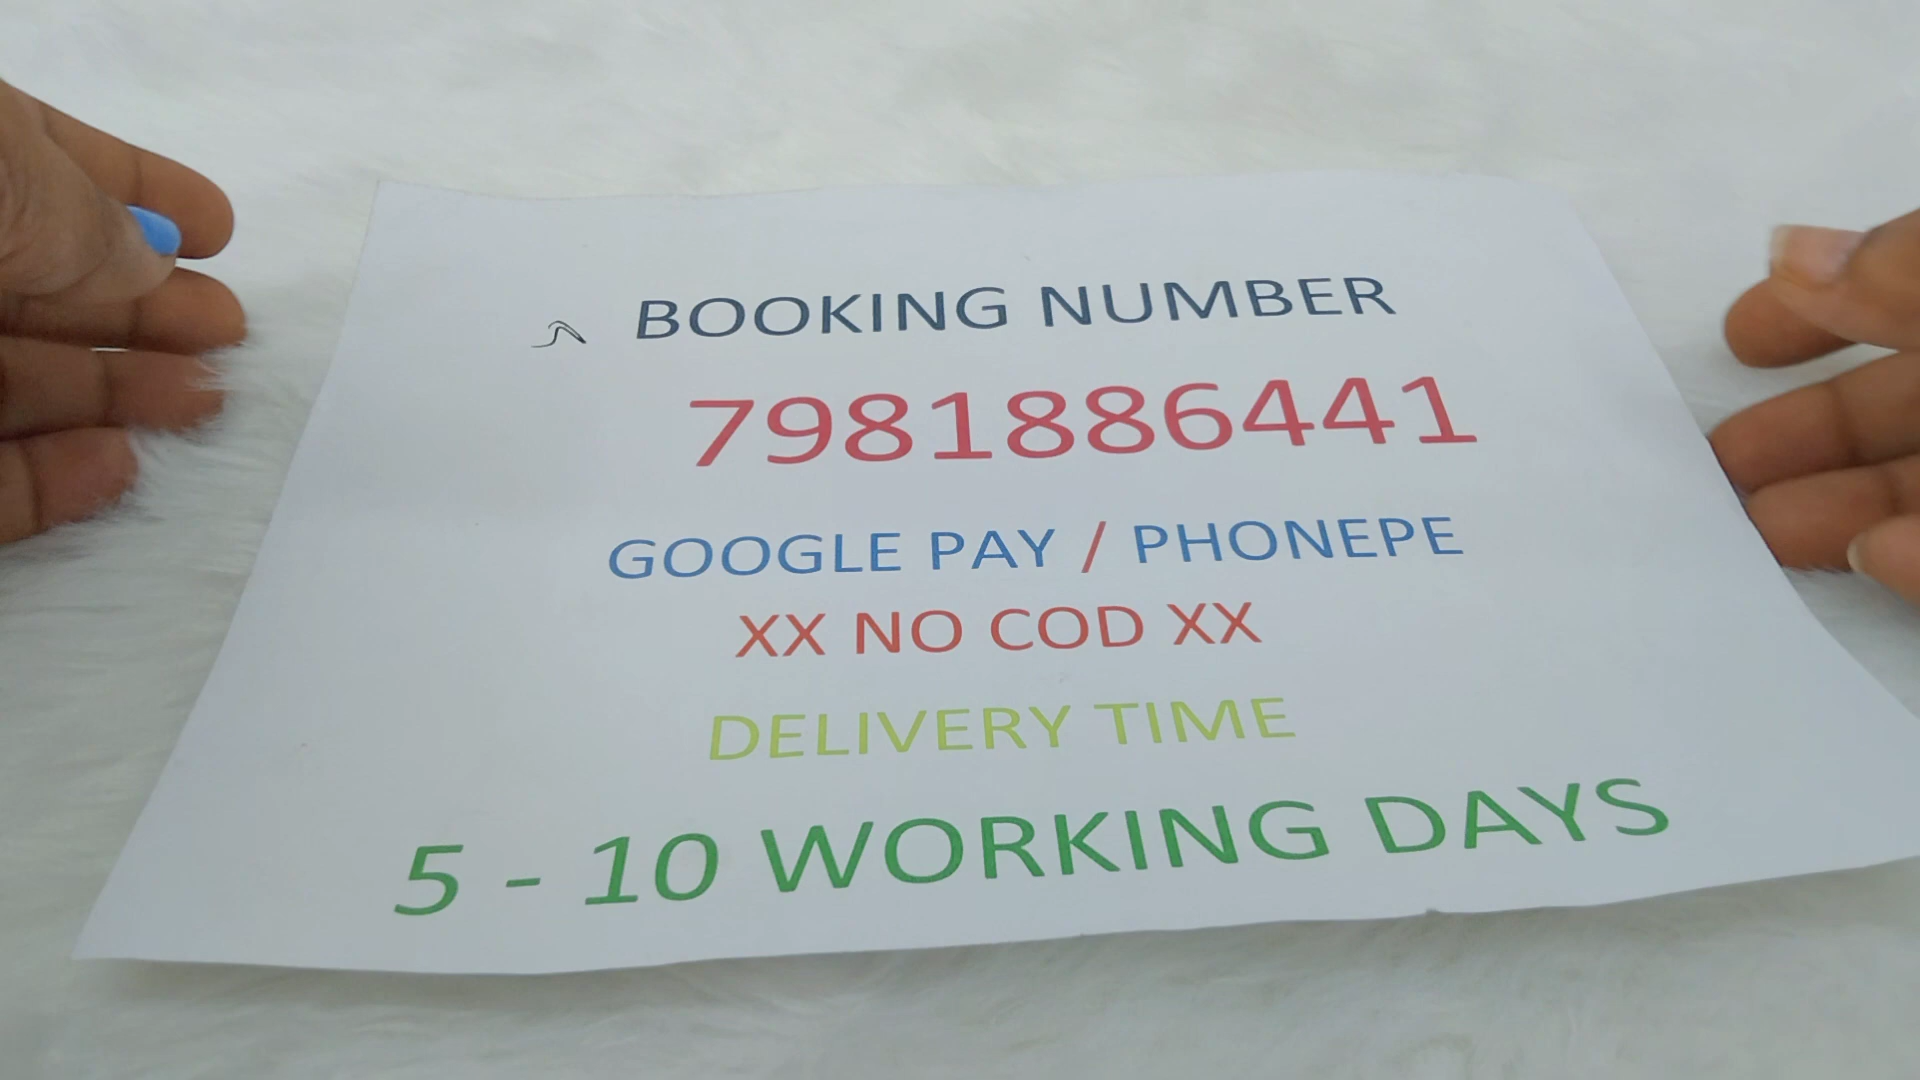 BOOKING NUMBER
7981886441
GOOGLE PAY / PHONEPE
XX NO COD XX
DELIVERY TIME
5 - 10 WORKING DAYS